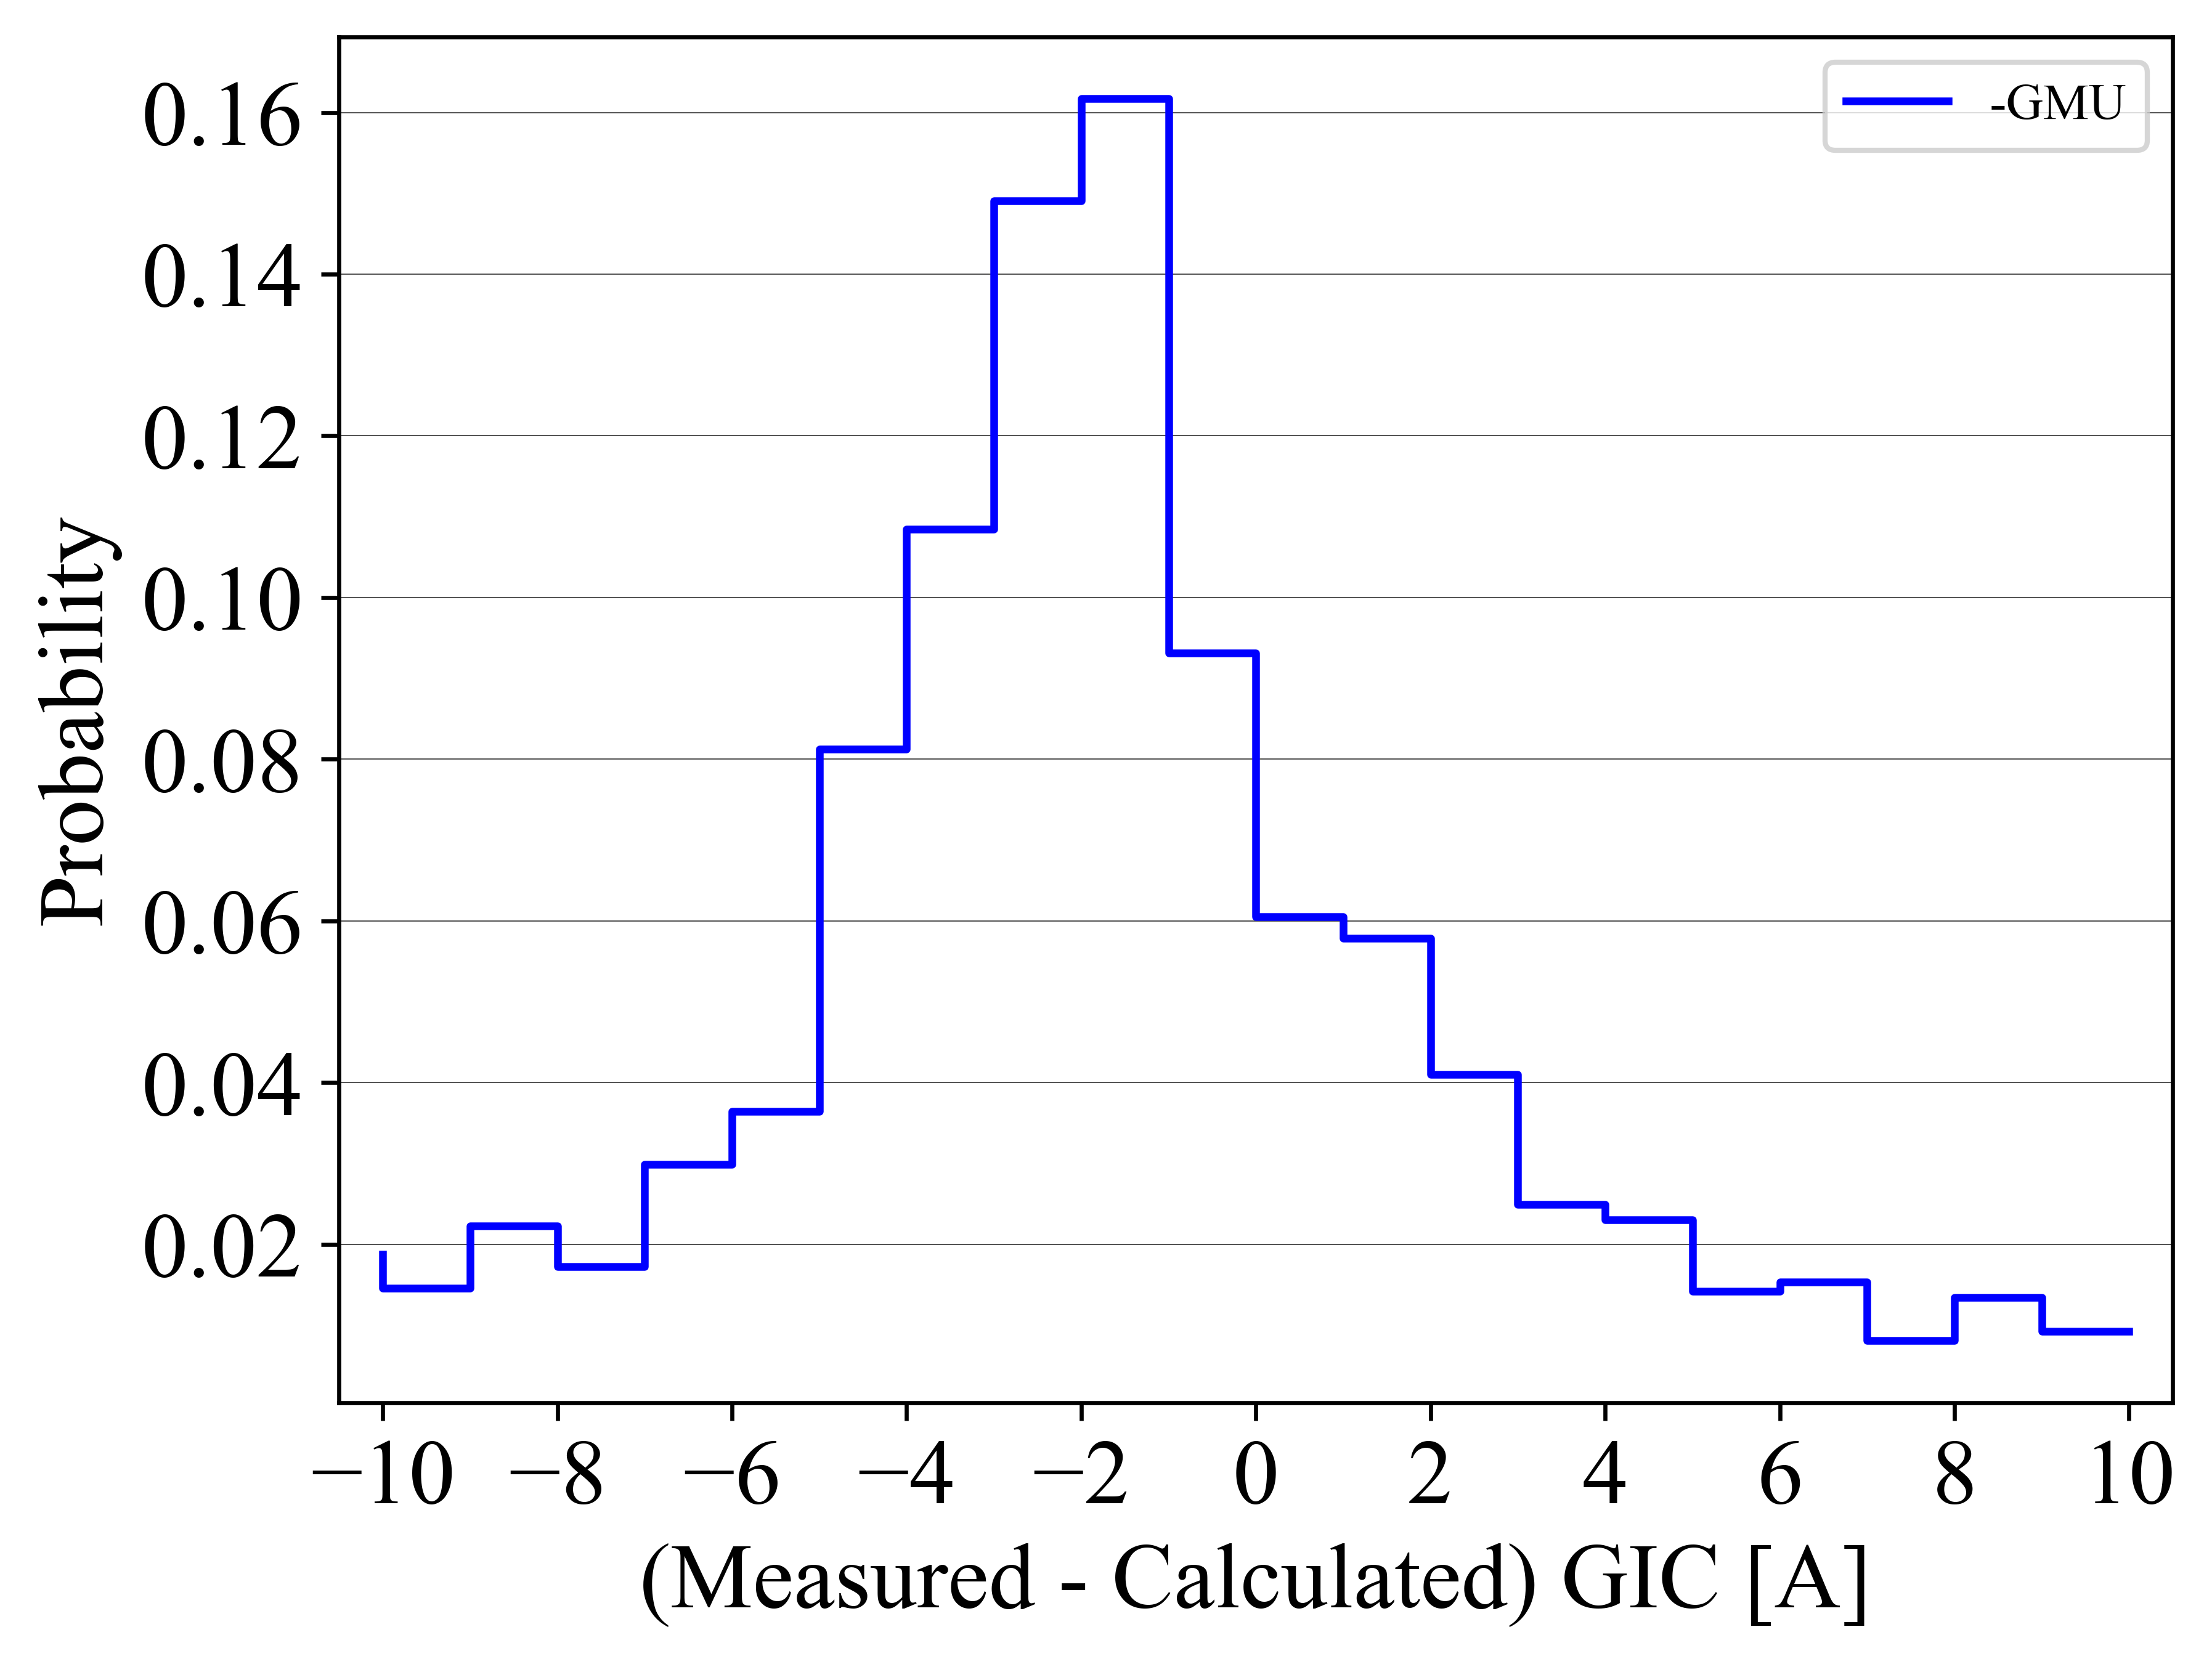 -GMU
0.16
0.14
0.12
0.10
0.08
0.06
0.04
0.02
Probability
−10 −8 −6 −4 −2 0 2 4 6 8 10
(Measured - Calculated) GIC [A]